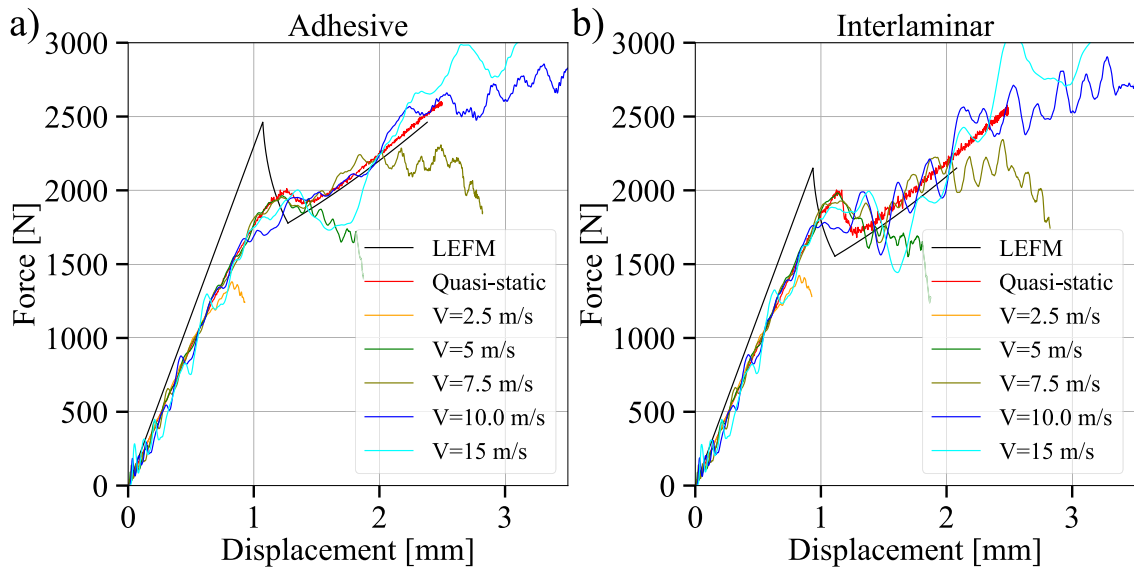 a)
Adhesive
Force [N]
3000
2500
2000
1500
1000
500
0
0
1
2
3
Displacement [mm]
LEFM
Quasi-static
V=2.5 m/s
V=5 m/s
V=7.5 m/s
V=10.0 m/s
V=15 m/s
b)
Interlaminar
Force [N]
3000
2500
2000
1500
1000
500
0
0
1
2
3
Displacement [mm]
LEFM
Quasi-static
V=2.5 m/s
V=5 m/s
V=7.5 m/s
V=10.0 m/s
V=15 m/s